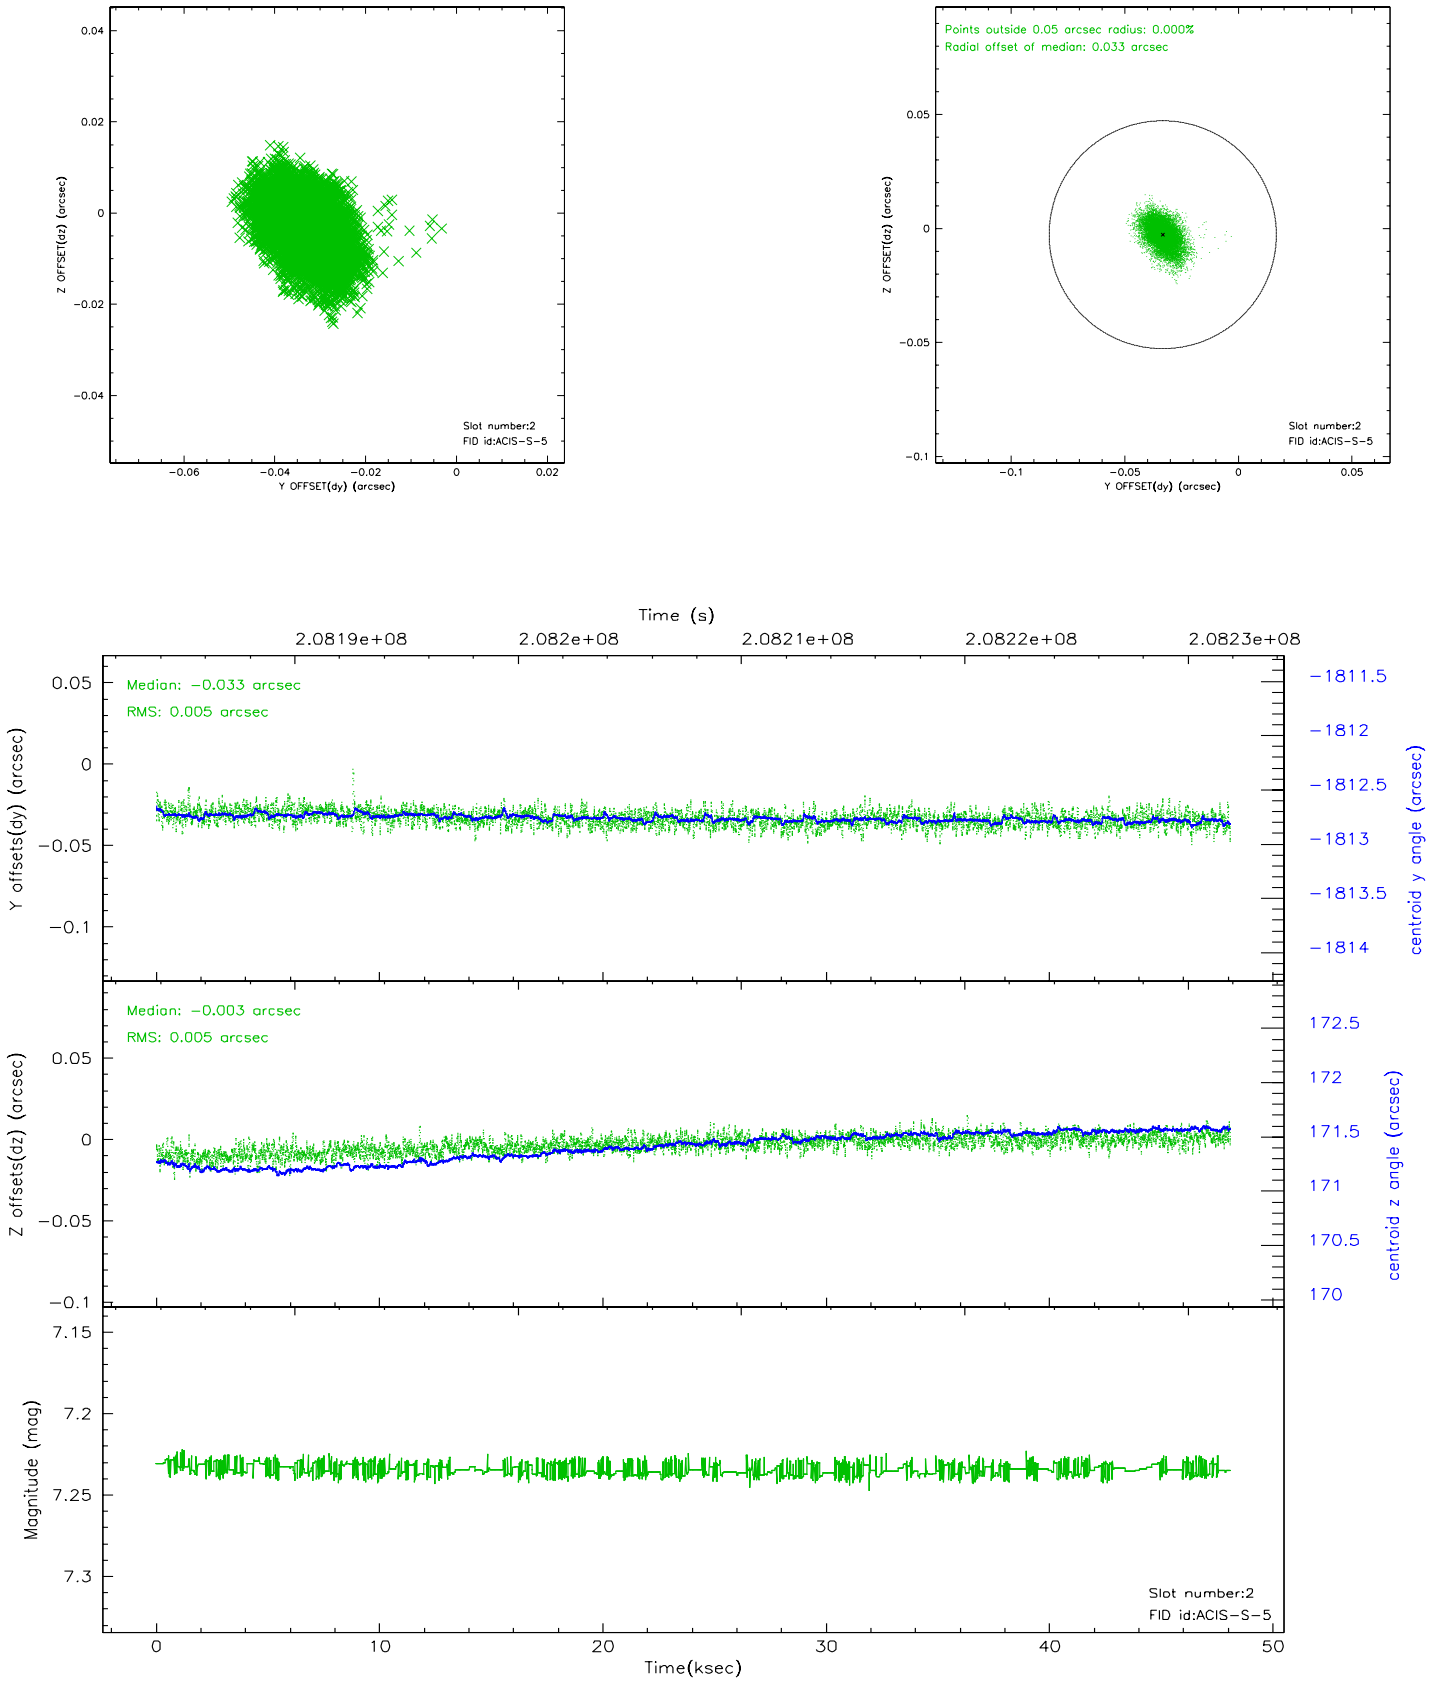 0.04
0.02
0
−0.02
−0.04
Z OFFSET(dz) (arcsec)
Slot number:2
FID id:ACIS−S−5
−0.06
−0.04
−0.02
0
0.02
Y OFFSET(dy) (arcsec)
Points outside 0.05 arcsec radius: 0.000%
Radial offset of median: 0.033 arcsec
0.05
0
−0.05
−0.1
Z OFFSET(dz) (arcsec)
Slot number:2
FID id:ACIS−S−5
−0.1
−0.05
0
0.05
Y OFFSET(dy) (arcsec)
Time (s)
2.0819e+08
2.082e+08
2.0821e+08
2.0822e+08
2.0823e+08
Median: −0.033 arcsec
RMS: 0.005 arcsec
0.05
0
−0.05
−0.1
Y offsets(dy) (arcsec)
−1811.5
−1812
−1812.5
−1813
−1813.5
−1814
centroid y angle (arcsec)
Median: −0.003 arcsec
RMS: 0.005 arcsec
0.05
0
−0.05
−0.1
Z offsets(dz) (arcsec)
172.5
172
171.5
171
170.5
170
centroid z angle (arcsec)
7.15
7.2
7.25
7.3
Magnitude (mag)
Slot number:2
FID id:ACIS−S−5
0
10
20
30
40
50
Time(ksec)